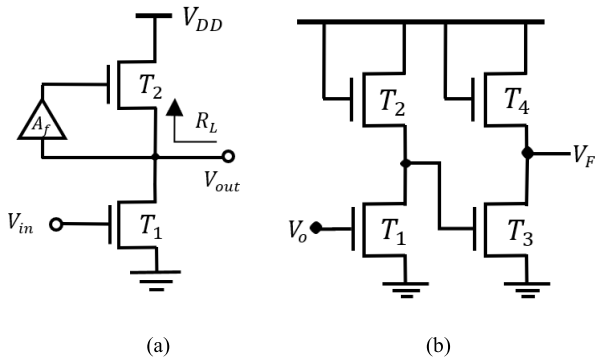 V_DD
T_2
A_f
R_L
V_out
V_in
T_1
(a)
T_2
T_4
V_F
V_o
T_1
T_3
(b)